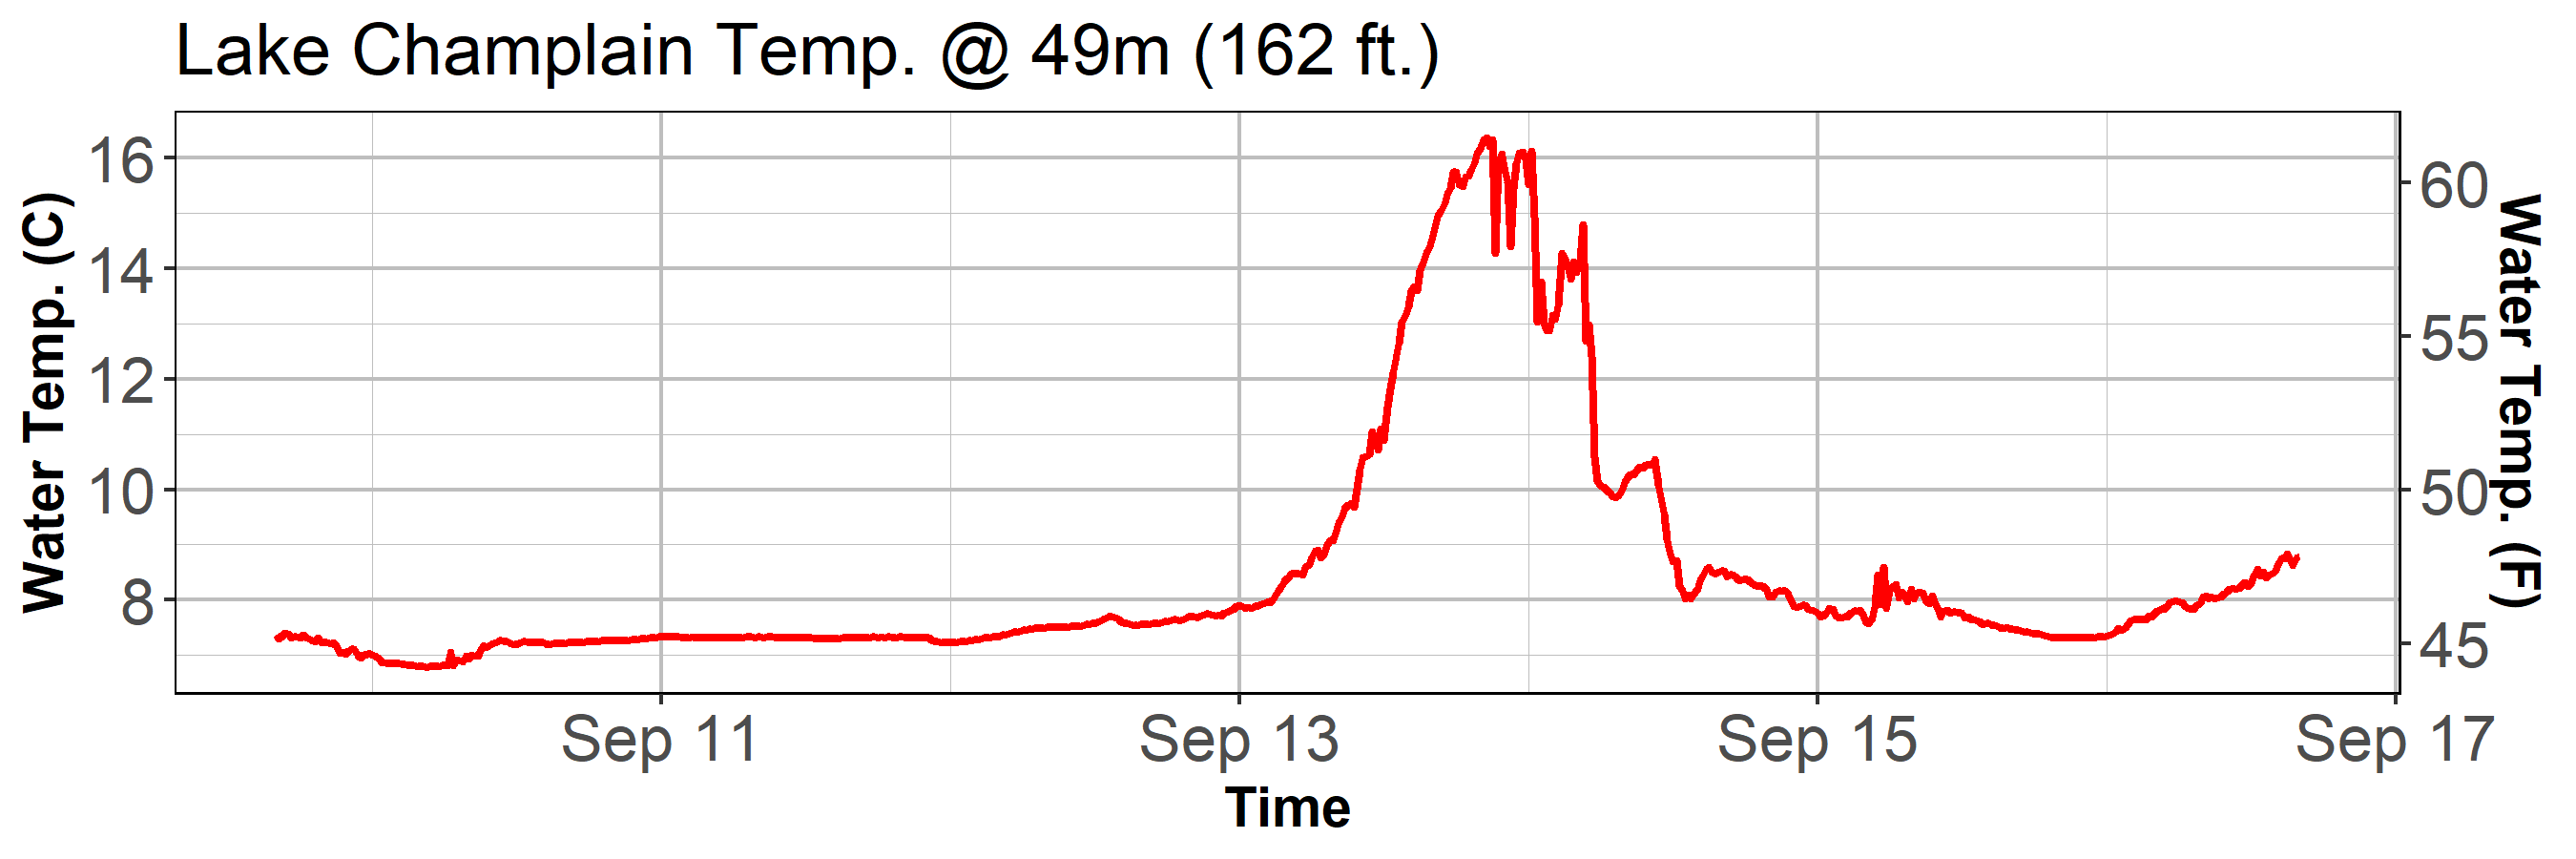 Lake Champlain Temp. @ 49m (162 ft.)
Water Temp. (C)
16
14
12
10
8
60
55
50
45
Water Temp. (F)
Sep 11
Sep 13
Sep 15
Sep 17
Time